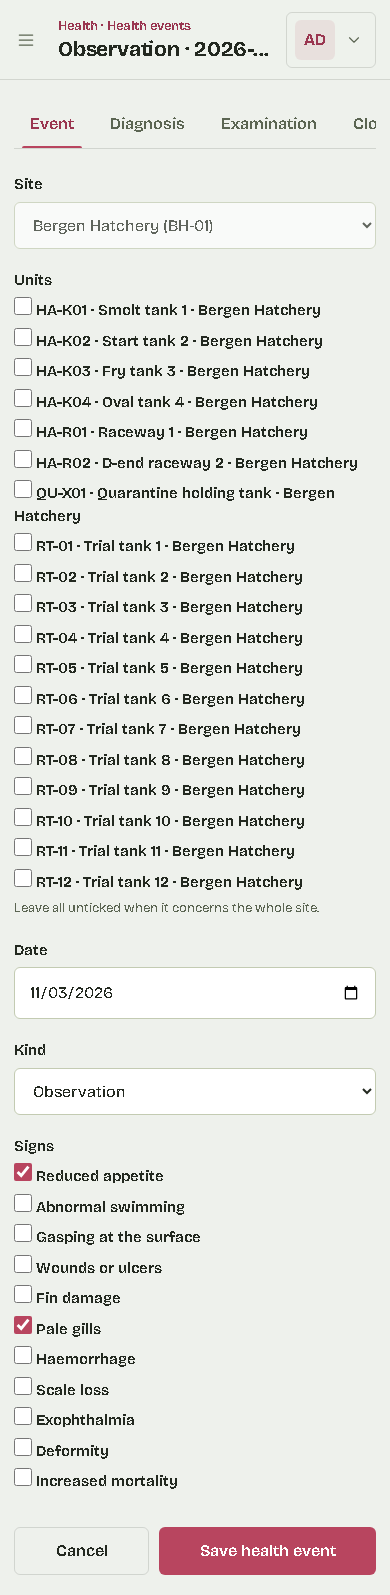 Health · Health events
Observation · 2026-...
AD
Event
Diagnosis
Examination
Clo
Site
Bergen Hatchery (BH-01)
Units
HA-K01 · Smolt tank 1 · Bergen Hatchery
HA-K02 · Start tank 2 · Bergen Hatchery
HA-K03 · Fry tank 3 · Bergen Hatchery
HA-K04 · Oval tank 4 · Bergen Hatchery
HA-R01 · Raceway 1 · Bergen Hatchery
HA-R02 · D-end raceway 2 · Bergen Hatchery
QU-X01 · Quarantine holding tank · Bergen
Hatchery
RT-01 · Trial tank 1 · Bergen Hatchery
RT-02 · Trial tank 2 · Bergen Hatchery
RT-03 · Trial tank 3 · Bergen Hatchery
RT-04 · Trial tank 4 · Bergen Hatchery
RT-05 · Trial tank 5 · Bergen Hatchery
RT-06 · Trial tank 6 · Bergen Hatchery
RT-07 · Trial tank 7 · Bergen Hatchery
RT-08 · Trial tank 8 · Bergen Hatchery
RT-09 · Trial tank 9 · Bergen Hatchery
RT-10 · Trial tank 10 · Bergen Hatchery
RT-11 · Trial tank 11 · Bergen Hatchery
RT-12 · Trial tank 12 · Bergen Hatchery
Leave all unticked when it concerns the whole site.
Date
11/03/2026
Kind
Observation
Signs
Reduced appetite
Abnormal swimming
Gasping at the surface
Wounds or ulcers
Fin damage
Pale gills
Haemorrhage
Scale loss
Exophthalmia
Deformity
Increased mortality
Cancel
Save health event